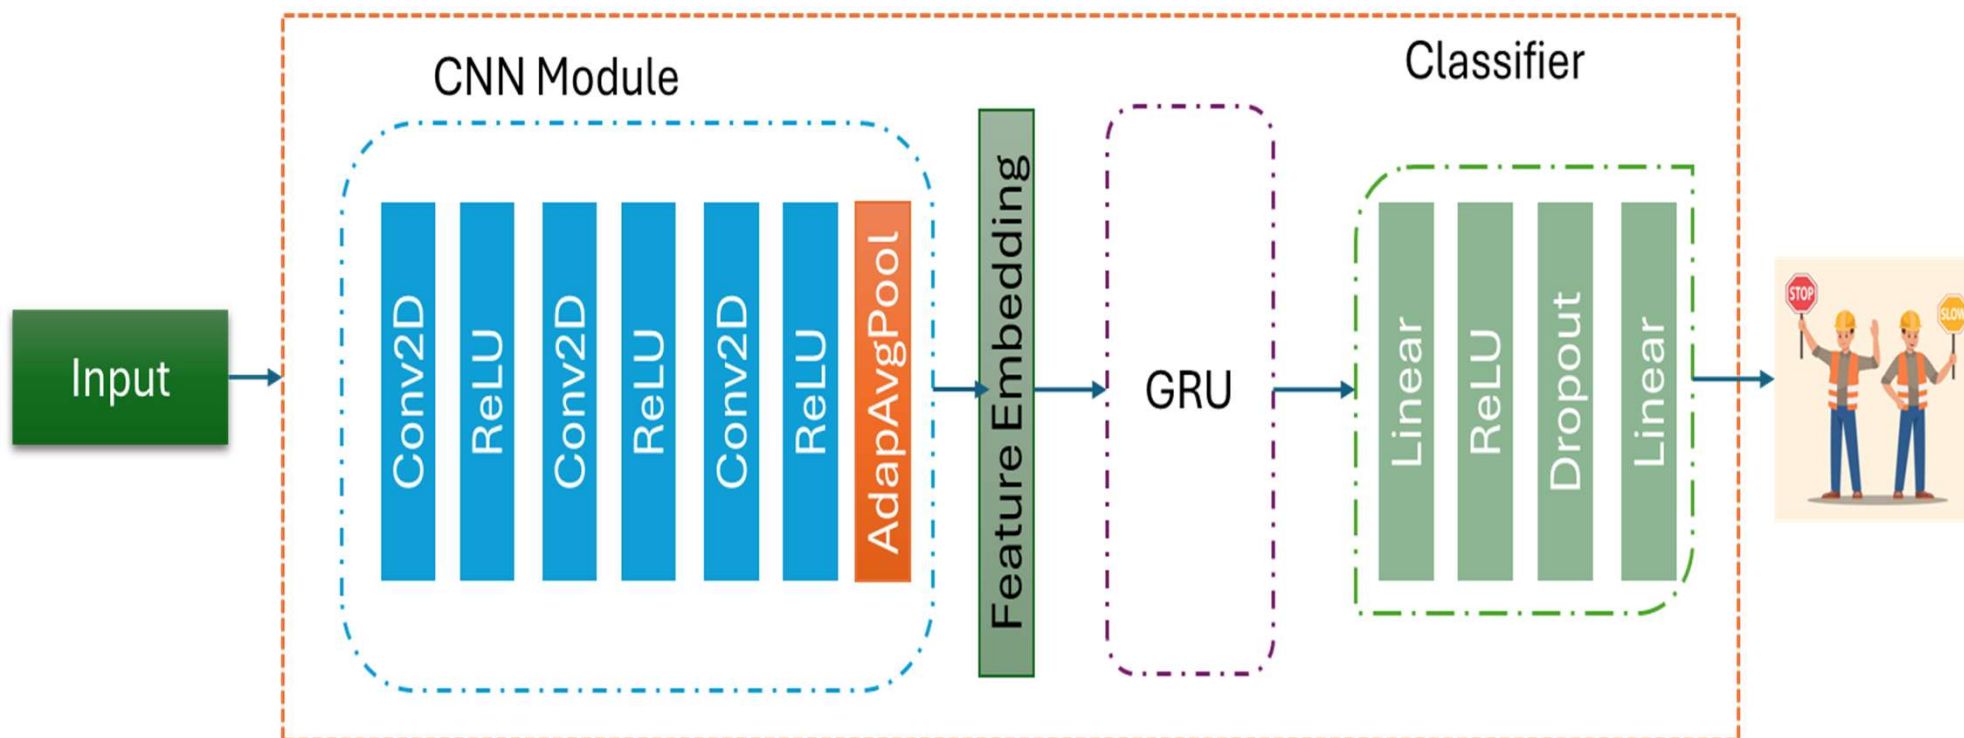 CNN Module
Classifier
Input
Conv2D
ReLU
Conv2D
ReLU
Conv2D
ReLU
AdapAvgPool
Feature Embedding
GRU
Linear
ReLU
Dropout
Linear
STOP
SLOW